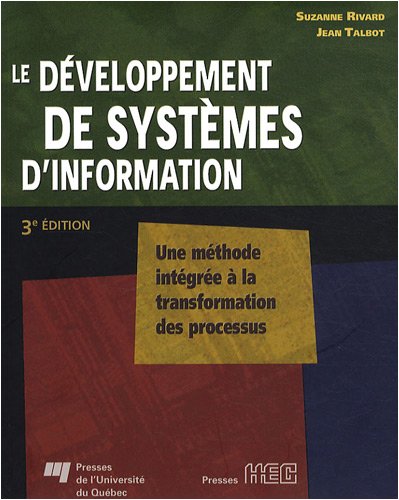 SUZANNE RIVARD
JEAN TALBOT
LE DÉVELOPPEMENT
DE SYSTÈMES
D'INFORMATION
3e ÉDITION
Une méthode
intégrée à la
transformation
des processus
Presses
de l'Université
du Québec
Presses HEC